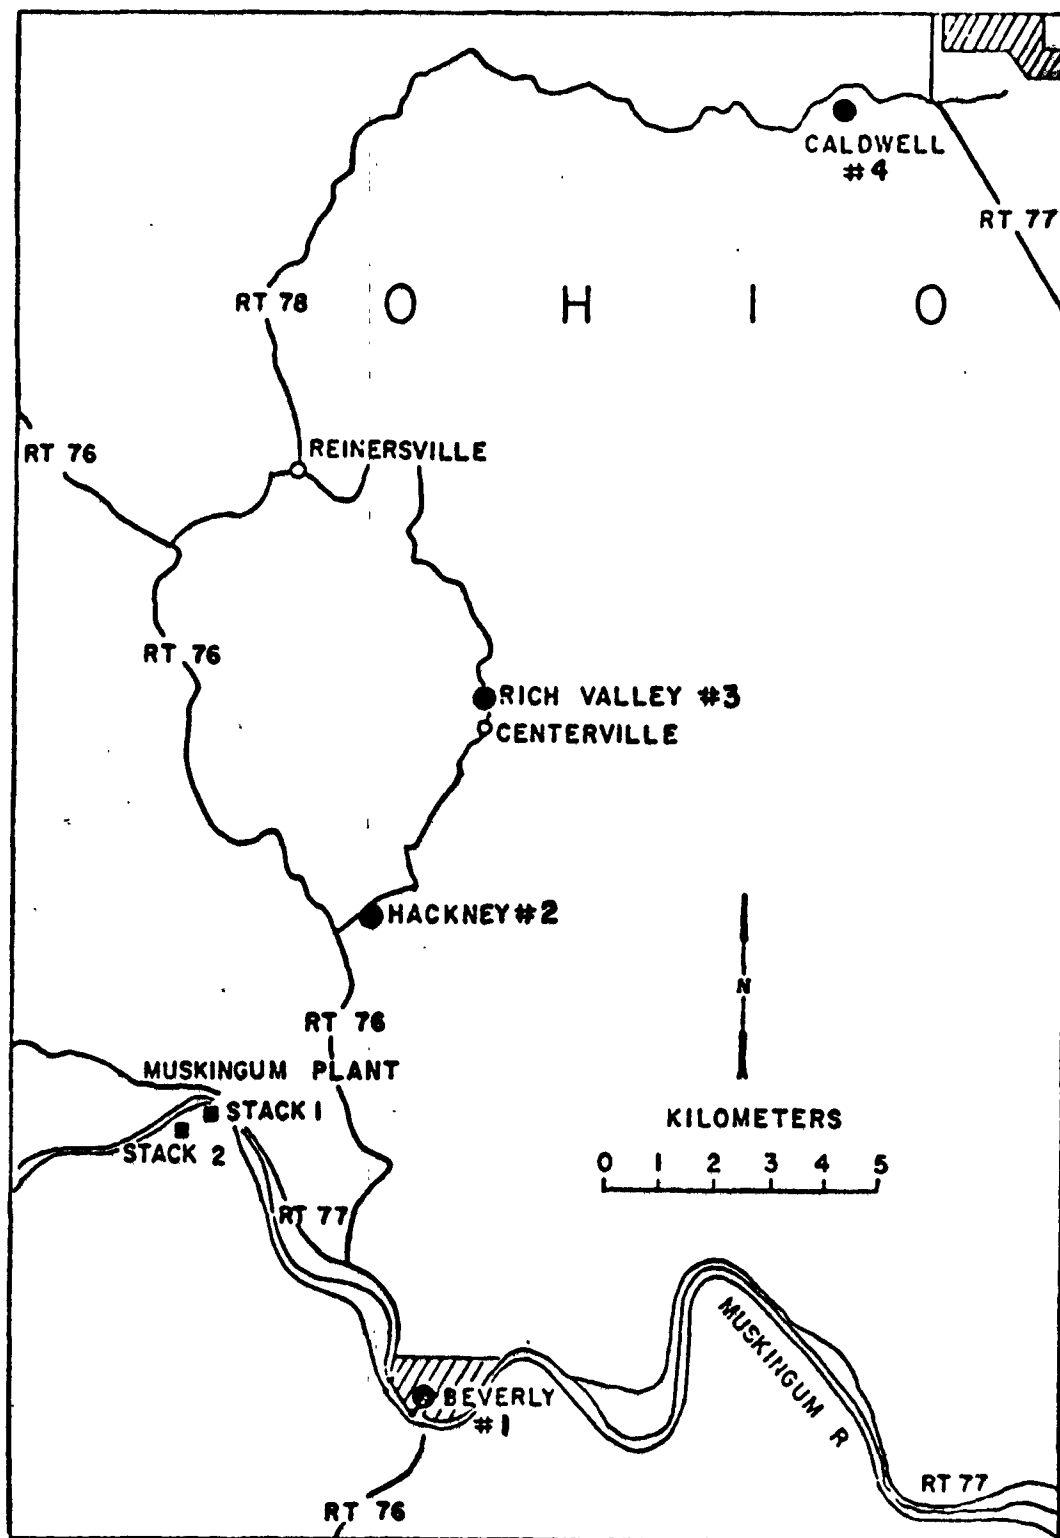 CALDWELL
#4
RT 77
RT 78
O H I O
REINERSVILLE
RT 76
RT 76
RICH VALLEY #3
CENTERVILLE
HACKNEY #2
N
RT 76
MUSKINGUM PLANT
STACK 1
STACK 2
KILOMETERS
0 1 2 3 4 5
RT 77
MUSKINGUM R
BEVERLY
#1
RT 77
RT 76